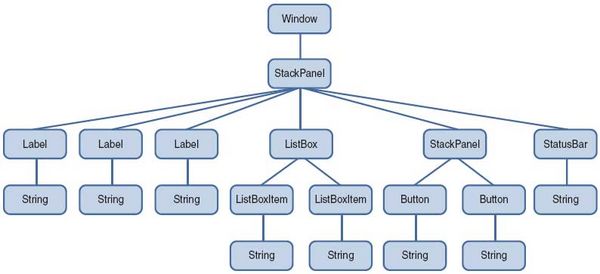 Window
StackPanel
Label
Label
Label
ListBox
StackPanel
StatusBar
String
String
String
ListBoxItem
ListBoxItem
Button
Button
String
String
String
String
String